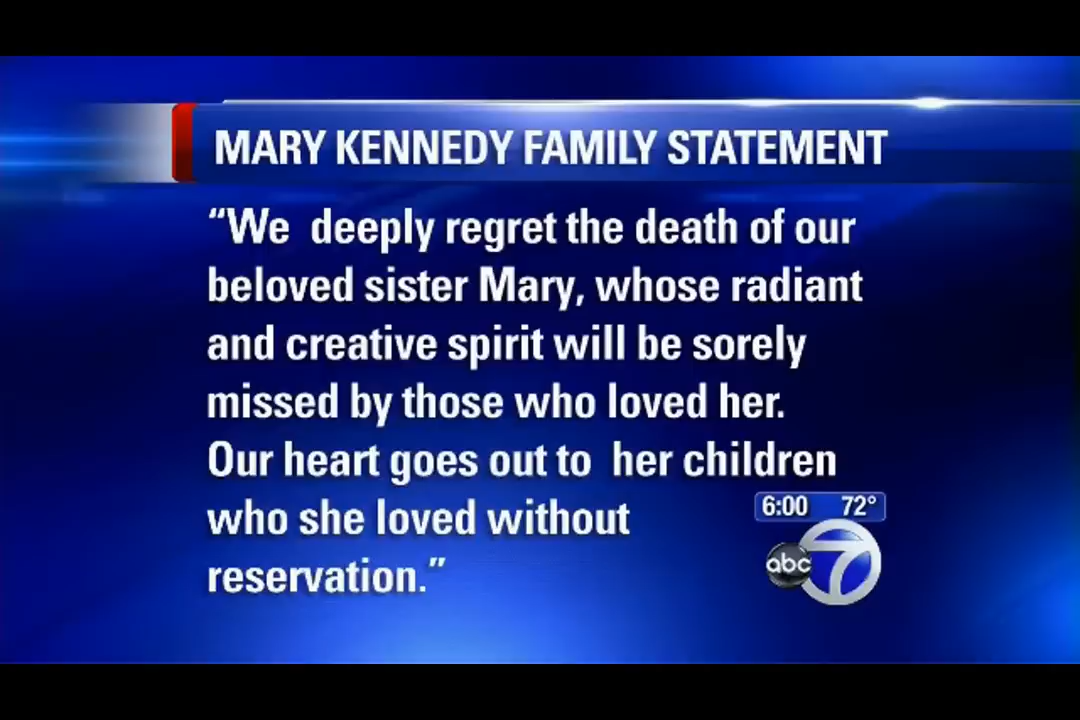 MARY KENNEDY FAMILY STATEMENT
“We deeply regret the death of our
beloved sister Mary, whose radiant
and creative spirit will be sorely
missed by those who loved her.
Our heart goes out to her children
who she loved without
reservation.”
6:00 72°
abc 7